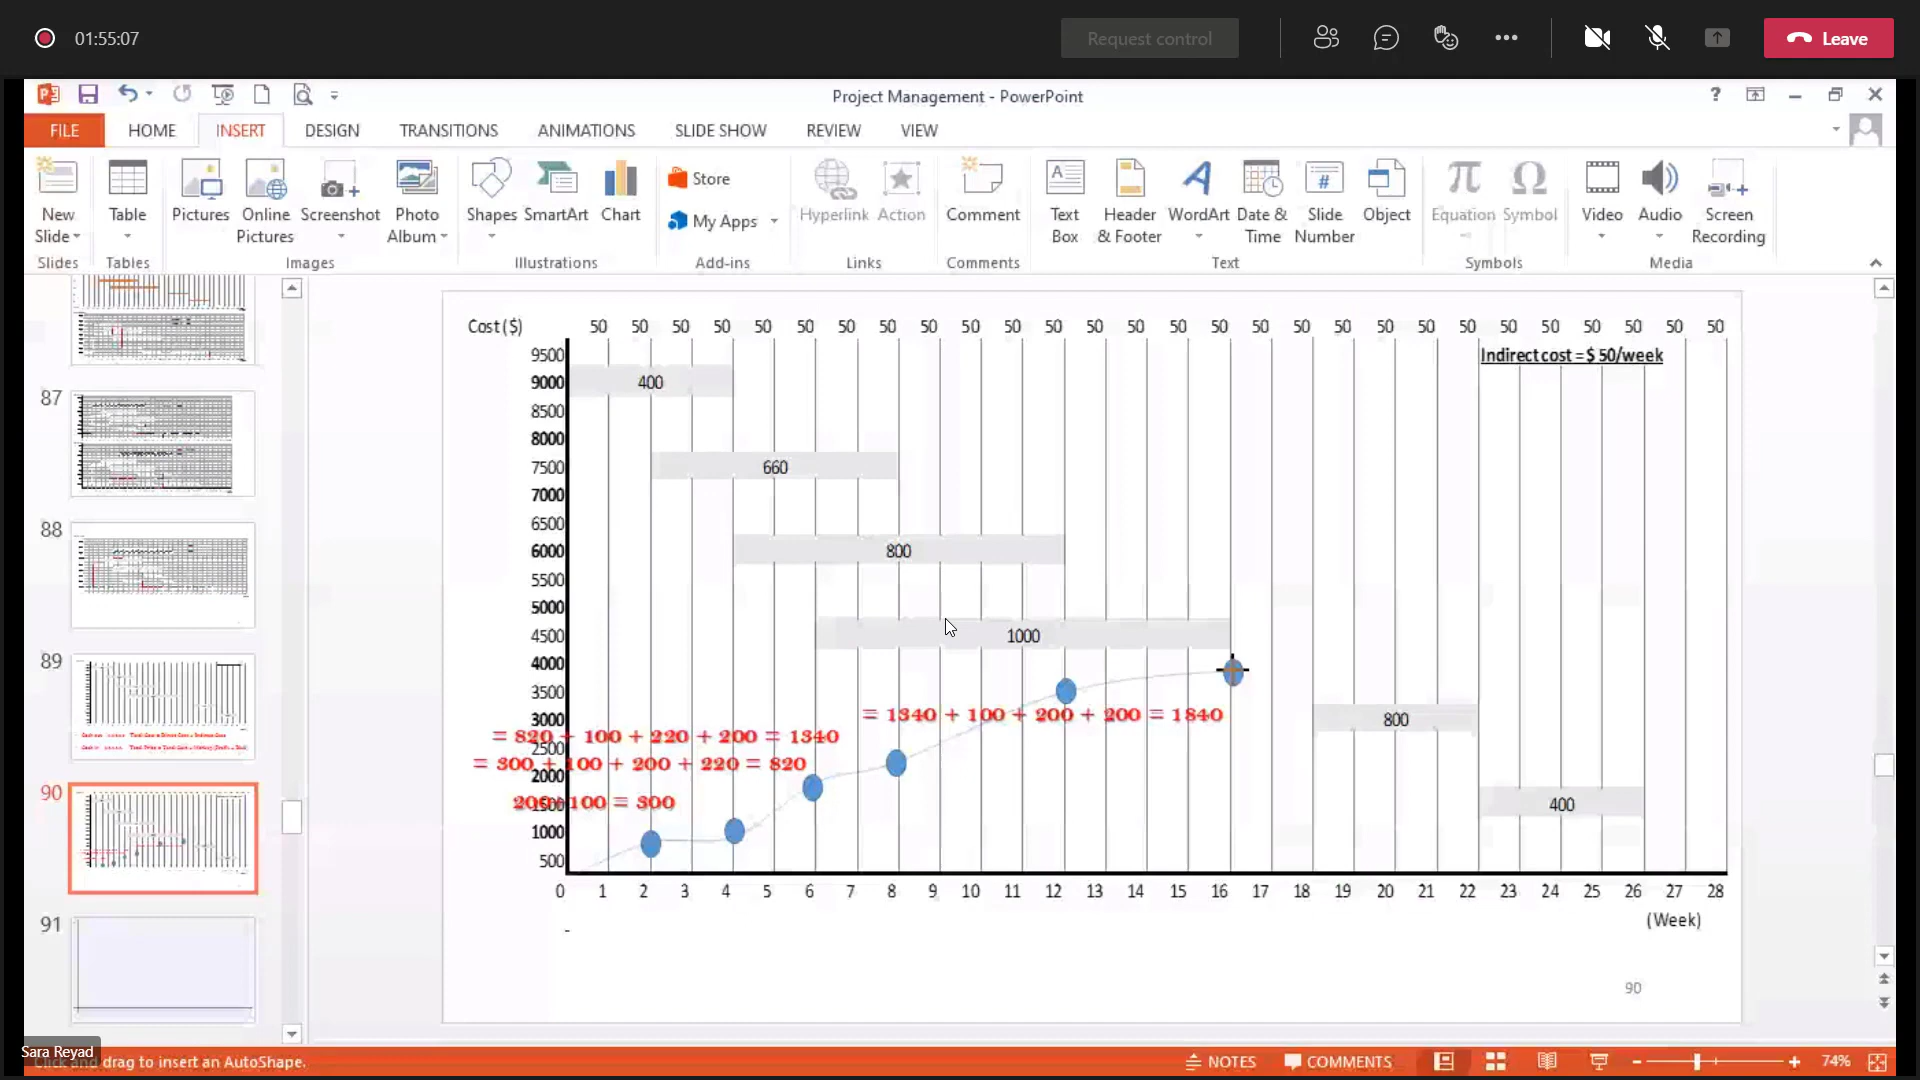 01:55:07
Request control
Leave
Project Management - PowerPoint
?
FILE HOME INSERT DESIGN TRANSITIONS ANIMATIONS SLIDE SHOW REVIEW VIEW
New Slide
Table
Pictures
Online Pictures
Screenshot
Photo Album
Shapes
SmartArt
Chart
Store
My Apps
Hyperlink
Action
Comment
Text Box
Header & Footer
WordArt
Date & Time
Slide Number
Object
Equation
Symbol
Video
Audio
Screen Recording
Slides Tables Images Illustrations Add-ins Links Comments Text Symbols Media
87
88
89
90
91
Cost ($) 50 50 50 50 50 50 50 50 50 50 50 50 50 50 50 50 50 50 50 50 50 50 50 50 50 50 50 50
Indirect cost = $ 50/week
9500
9000 400
8500
8000
7500 660
7000
6500
6000 800
5500
5000
4500 1000
4000
3500
3000 800
= 1340 + 100 + 200 + 200 = 1840
= 820 + 100 + 220 + 200 = 1340
2500
= 300 + 100 + 200 + 220 = 820
2000
200+100 = 300
1500 400
1000
500
0 1 2 3 4 5 6 7 8 9 10 11 12 13 14 15 16 17 18 19 20 21 22 23 24 25 26 27 28
(Week)
-
90
Sara Reyad
Click and drag to insert an AutoShape.
NOTES COMMENTS 74%